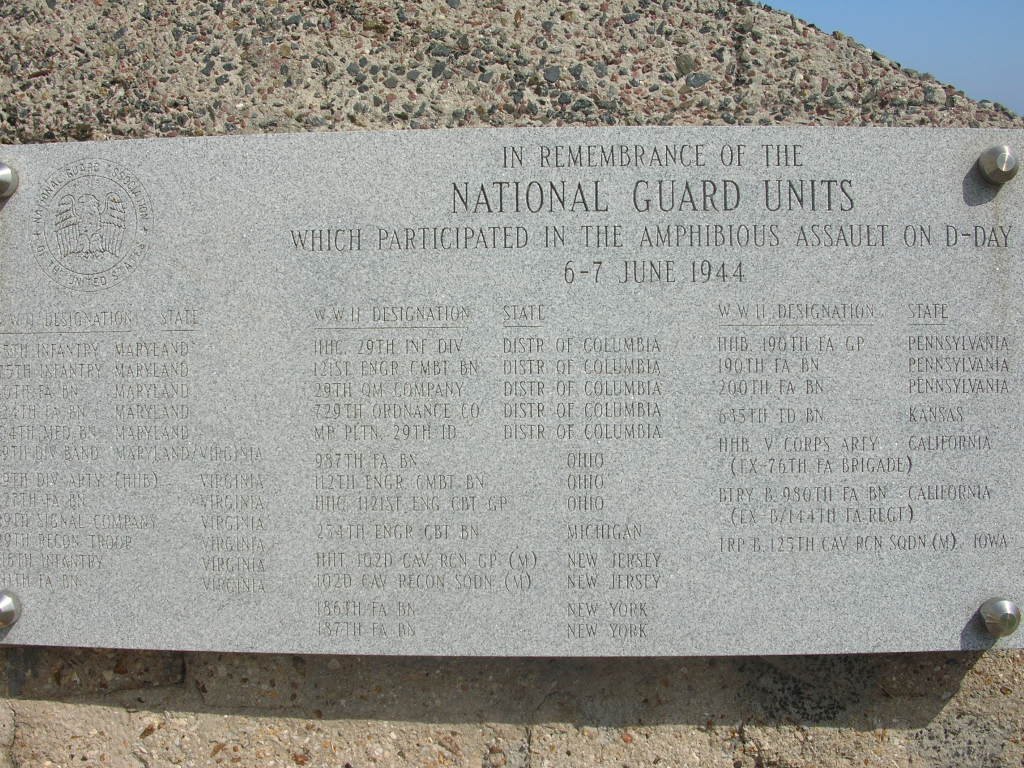 NATIONAL GUARD ASSOCIATION
OF THE UNITED STATES
IN REMEMBRANCE OF THE
NATIONAL GUARD UNITS
WHICH PARTICIPATED IN THE AMPHIBIOUS ASSAULT ON D-DAY
6-7 JUNE 1944
DESIGNATION STATE
INFANTRY MARYLAND
INFANTRY MARYLAND
FA BN MARYLAND
FA BN MARYLAND
MED BN MARYLAND
DIV BAND MARYLAND/VIRGINIA
DIV ARTY (HHB) VIRGINIA
FA BN VIRGINIA
SIGNAL COMPANY VIRGINIA
RECON TROOP VIRGINIA
INFANTRY VIRGINIA
FA BN VIRGINIA
W.W.II DESIGNATION STATE
HHC, 29TH INF DIV DISTR OF COLUMBIA
121ST ENGR CMBT BN DISTR OF COLUMBIA
29TH QM COMPANY DISTR OF COLUMBIA
729TH ORDNANCE CO DISTR OF COLUMBIA
MP PLTN, 29TH ID DISTR OF COLUMBIA
987TH FA BN OHIO
112TH ENGR CMBT BN OHIO
HHC, 1121ST ENG CBT GP OHIO
254TH ENGR CBT BN MICHIGAN
HHT, 102D CAV RCN GP (M) NEW JERSEY
102D CAV RECON SQDN (M) NEW JERSEY
186TH FA BN NEW YORK
187TH FA BN NEW YORK
W.W.II DESIGNATION STATE
HHB, 190TH FA GP PENNSYLVANIA
190TH FA BN PENNSYLVANIA
200TH FA BN PENNSYLVANIA
635TH TD BN KANSAS
HHB, V CORPS ARTY CALIFORNIA
(EX-76TH FA BRIGADE)
BTRY B, 980TH FA BN CALIFORNIA
(EX-B/144TH FA REGT)
TRP B, 125TH CAV RCN SQDN (M) IOWA